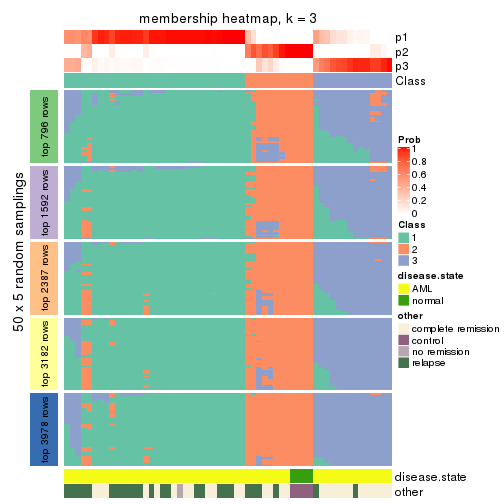 membership heatmap, k = 3
p1
p2
p3
Class
50 x 5 random samplings
top 796 rows
top 1592 rows
top 2387 rows
top 3182 rows
top 3978 rows
Prob
1
0.8
0.6
0.4
0.2
0
Class
1
2
3
disease.state
AML
normal
other
complete remission
control
no remission
relapse
disease.state
other